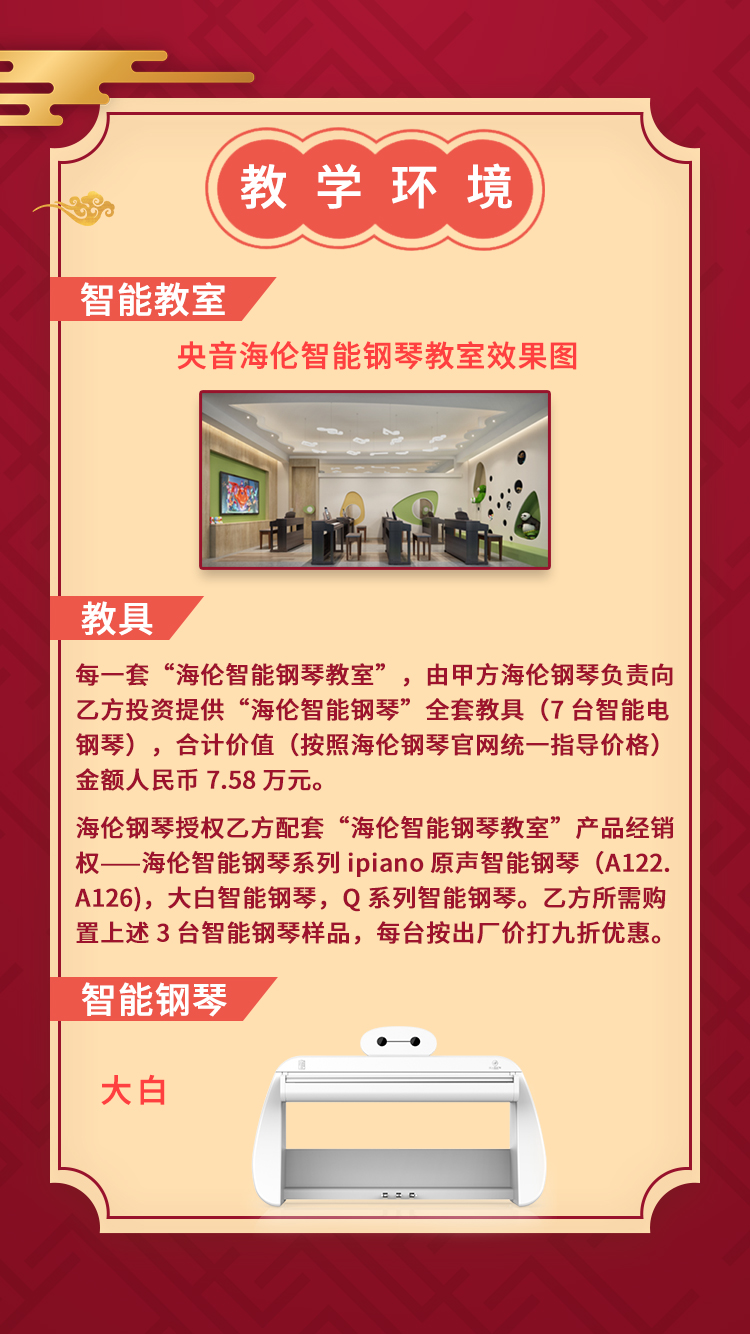 教学环境
智能教室
央音海伦智能钢琴教室效果图
教具
每一套“海伦智能钢琴教室”，由甲方海伦钢琴负责向
乙方投资提供“海伦智能钢琴”全套教具（7 台智能电
钢琴），合计价值（按照海伦钢琴官网统一指导价格）
金额人民币 7.58 万元。
海伦钢琴授权乙方配套“海伦智能钢琴教室”产品经销
权——海伦智能钢琴系列 ipiano 原声智能钢琴（A122.
A126)，大白智能钢琴，Q 系列智能钢琴。乙方所需购
置上述 3 台智能钢琴样品，每台按出厂价打九折优惠。
智能钢琴
大白